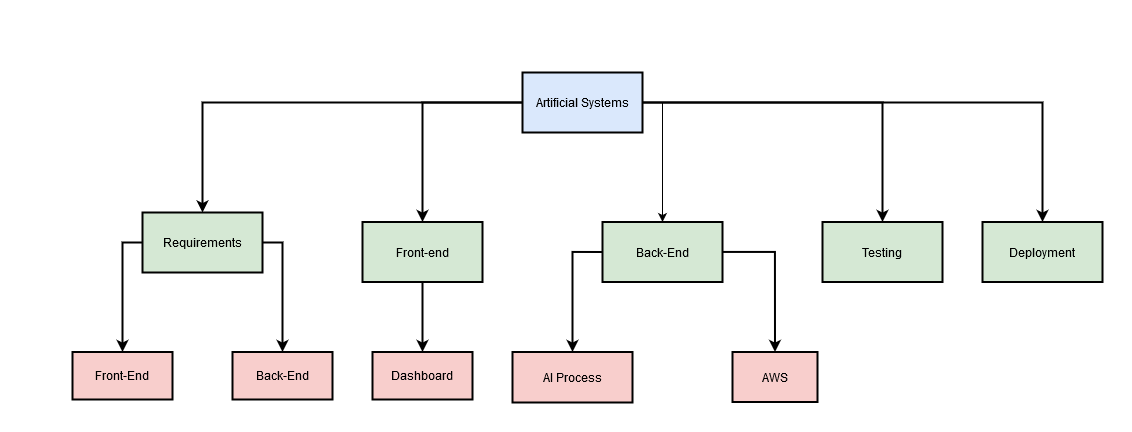 Artificial Systems
Requirements
Front-end
Back-End
Testing
Deployment
Front-End
Back-End
Dashboard
AI Process
AWS